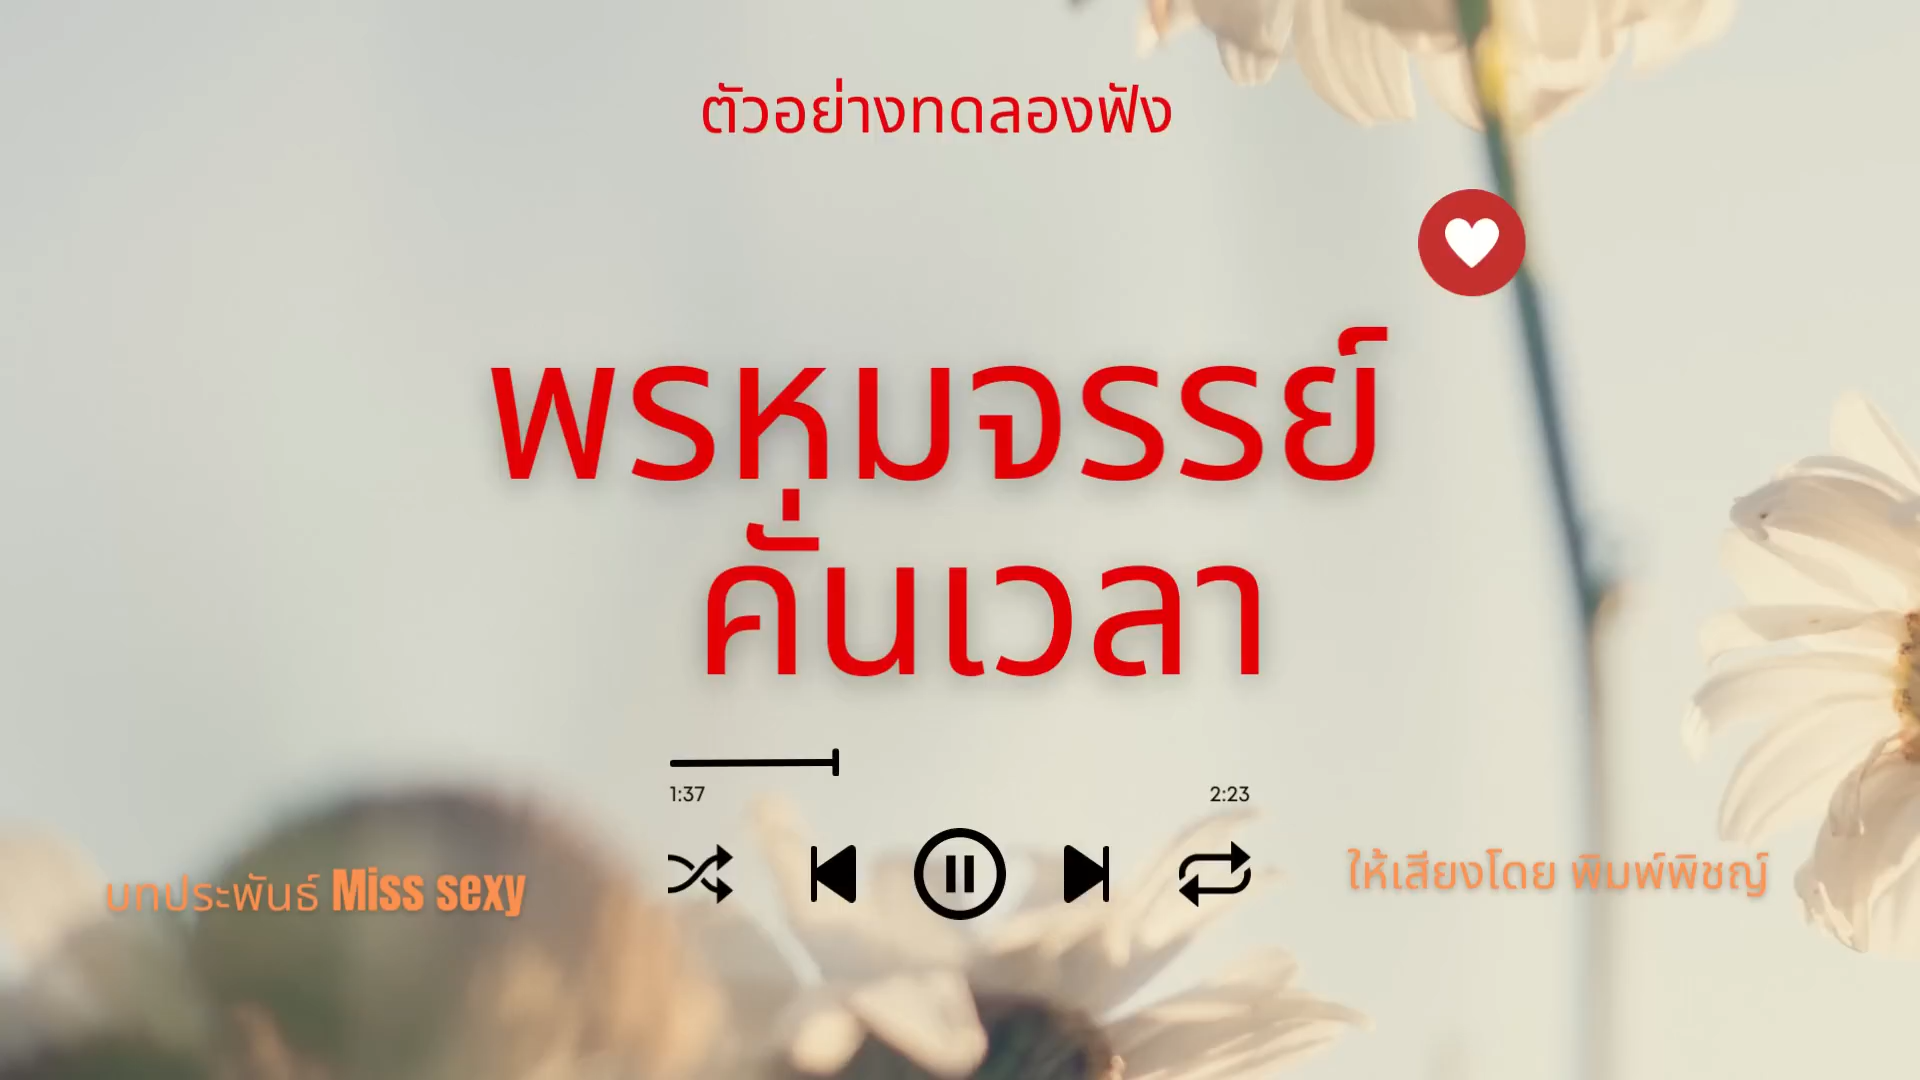 ตัวอย่างทดลองฟัง
พรหมจรรย์
คั่นเวลา
1:37
2:23
บทประพันธ์ Miss sexy
ให้เสียงโดย พิมพ์พิชญ์